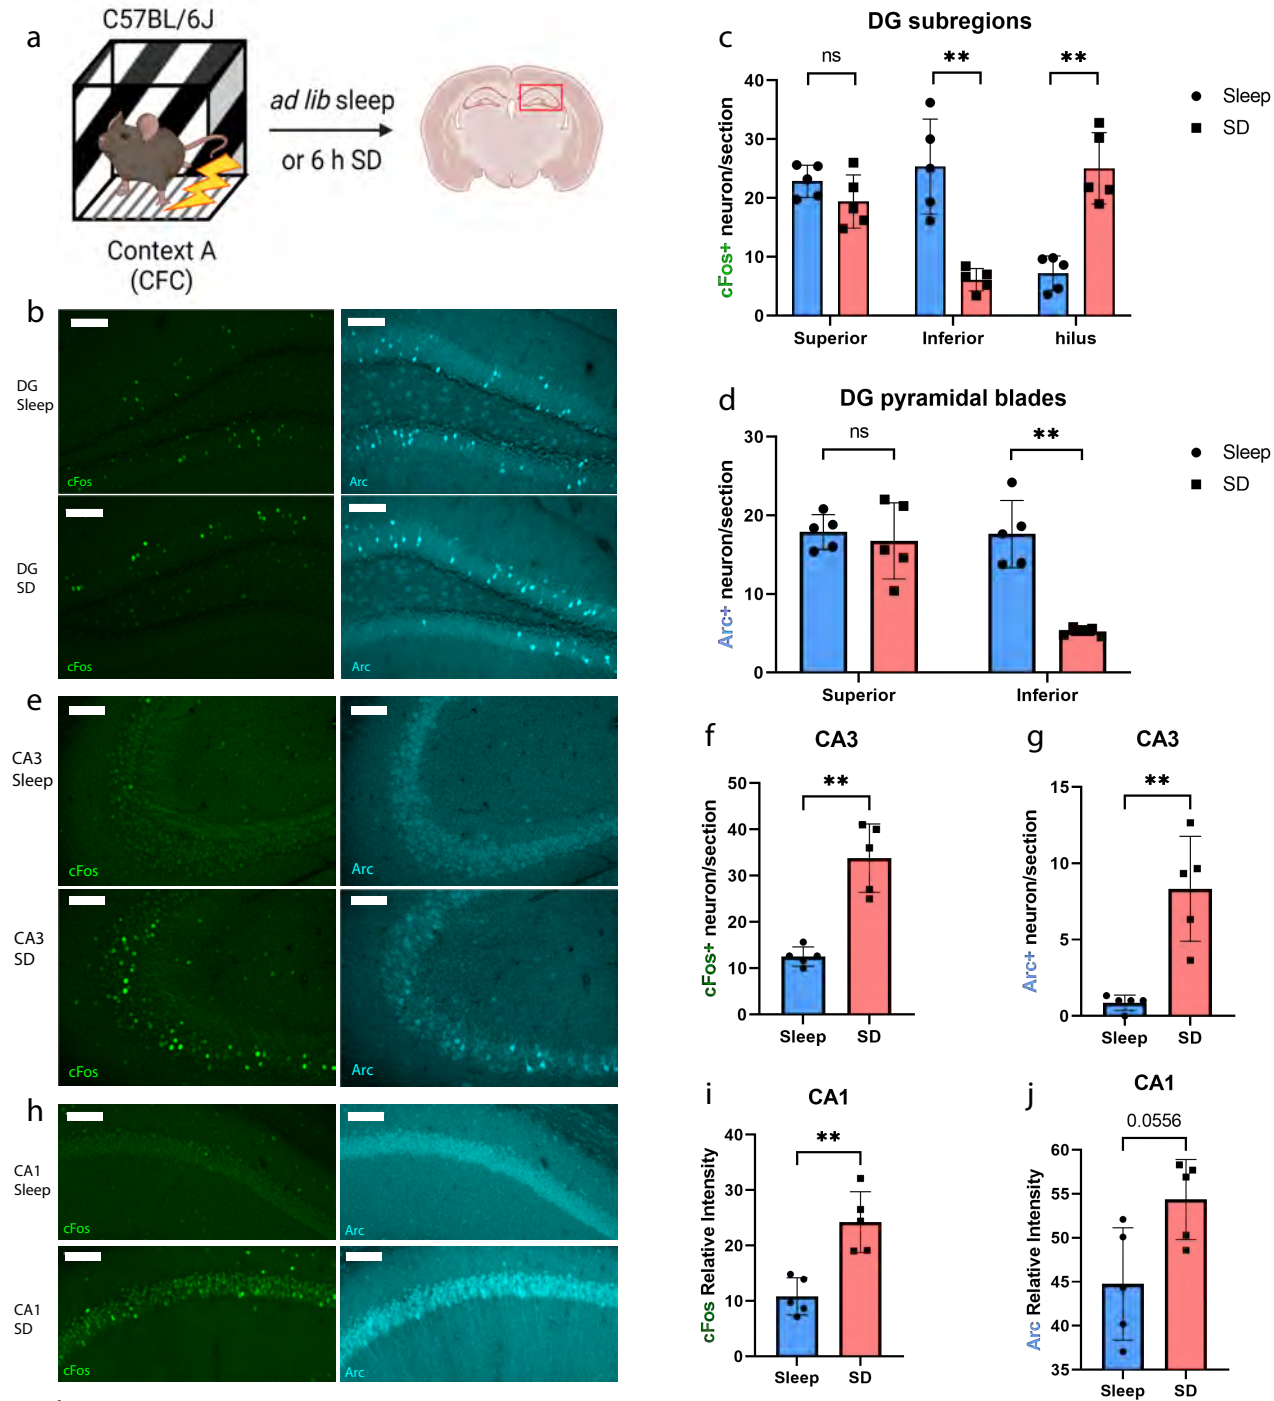 a
C57BL/6J
ad lib sleep
or 6 h SD
Context A
(CFC)
b
DG
Sleep
cFos
Arc
DG
SD
cFos
Arc
c
DG subregions
ns
**
**
Sleep
SD
cFos+ neuron/section
40
30
20
10
0
Superior
Inferior
hilus
d
DG pyramidal blades
ns
**
Sleep
SD
Arc+ neuron/section
30
20
10
0
Superior
Inferior
e
CA3
Sleep
cFos
Arc
CA3
SD
cFos
Arc
f
CA3
**
cFos+ neuron/section
50
40
30
20
10
0
Sleep
SD
g
CA3
**
Arc+ neuron/section
15
10
5
0
Sleep
SD
h
CA1
Sleep
cFos
Arc
CA1
SD
cFos
Arc
i
CA1
**
cFos Relative Intensity
40
30
20
10
0
Sleep
SD
j
CA1
0.0556
Arc Relative Intensity
60
55
50
45
40
35
Sleep
SD